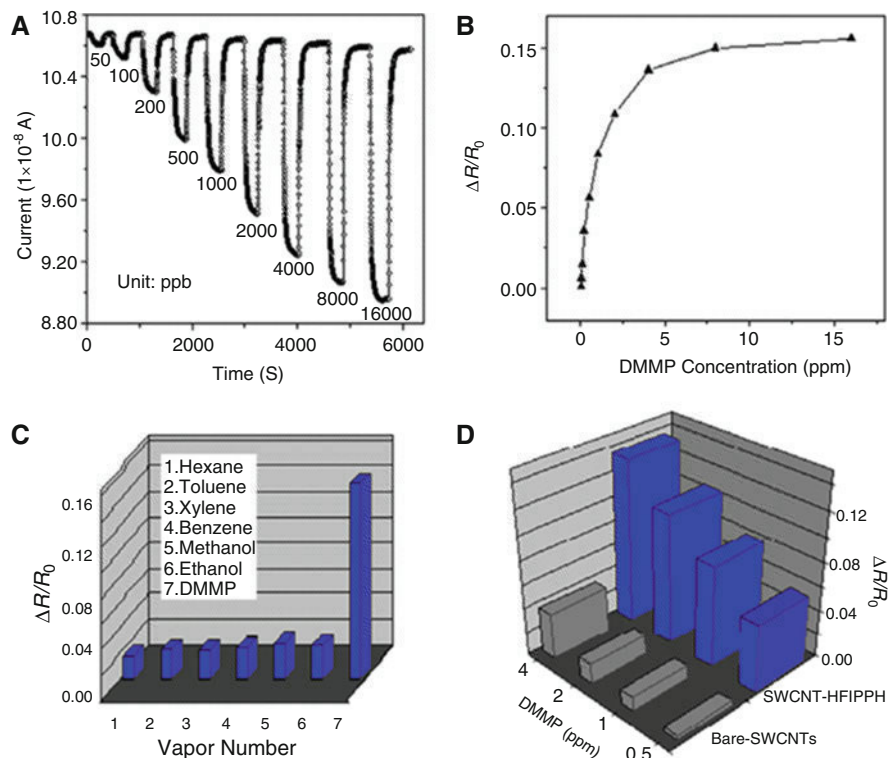 A
10.8
10.4
10.0
9.60
9.20
8.80
Current (1×10⁻⁸ A)
50
100
200
500
1000
2000
4000
8000
16000
Unit: ppb
0
2000
4000
6000
Time (S)
B
0.15
0.10
0.05
0.00
ΔR/R₀
0
5
10
15
DMMP Concentration (ppm)
C
0.16
0.12
0.08
0.04
0.00
ΔR/R₀
1.Hexane
2.Toluene
3.Xylene
4.Benzene
5.Methanol
6.Ethanol
7.DMMP
1
2
3
4
5
6
7
Vapor Number
D
0.12
0.08
0.04
0.00
ΔR/R₀
4
2
1
0.5
DMMP (ppm)
SWCNT-HFIPPH
Bare-SWCNTs